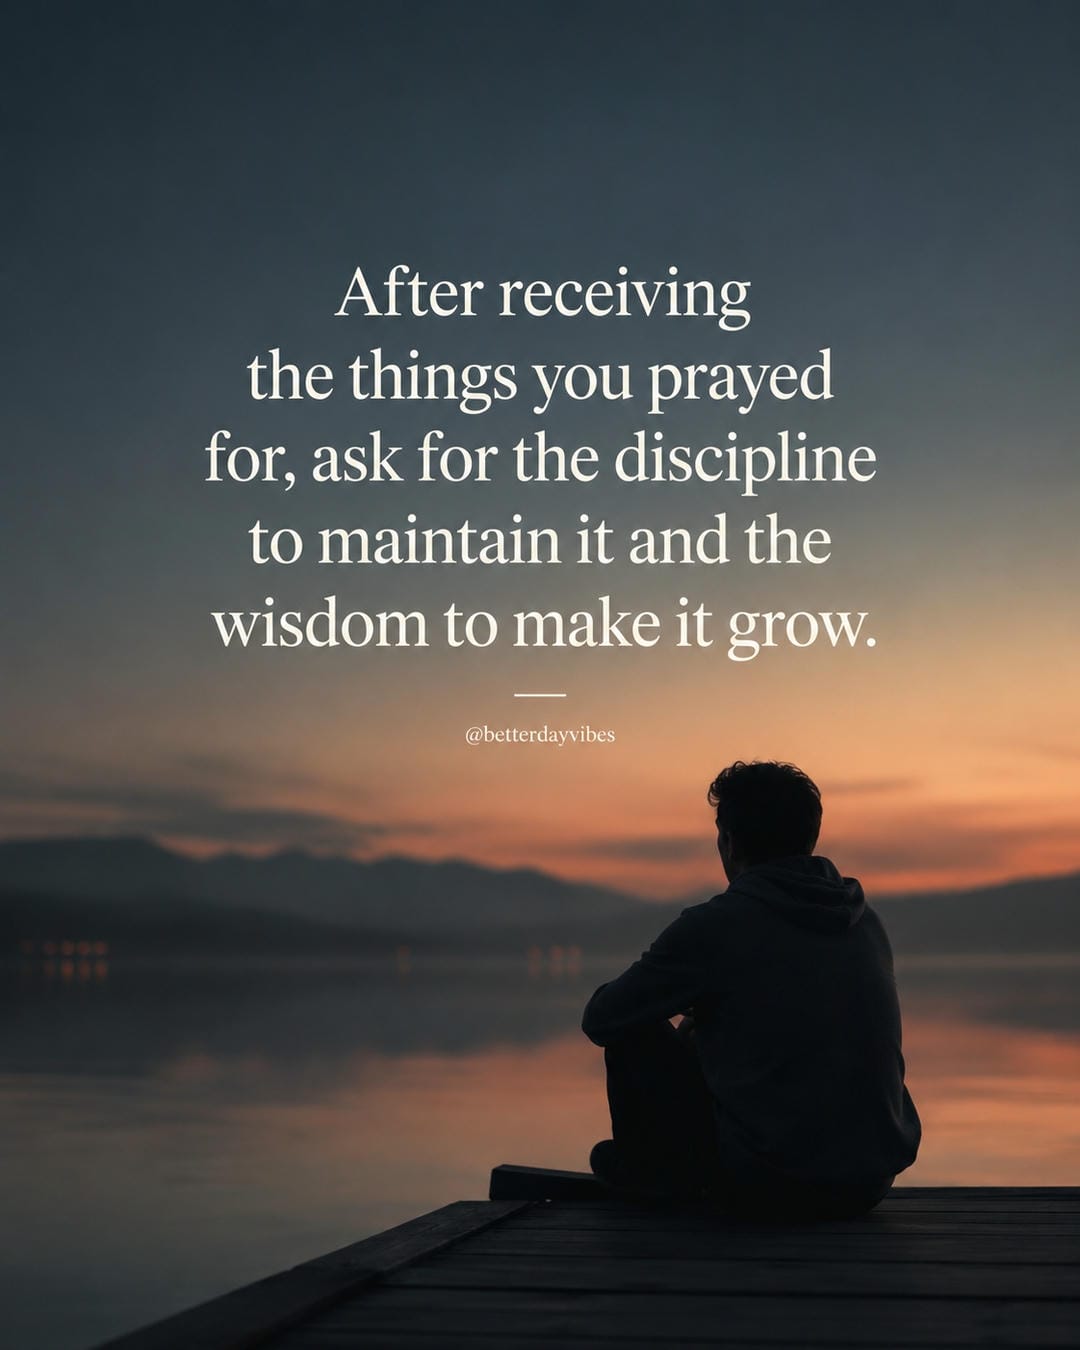 After receiving
the things you prayed
for, ask for the discipline
to maintain it and the
wisdom to make it grow.
@betterdayvibes